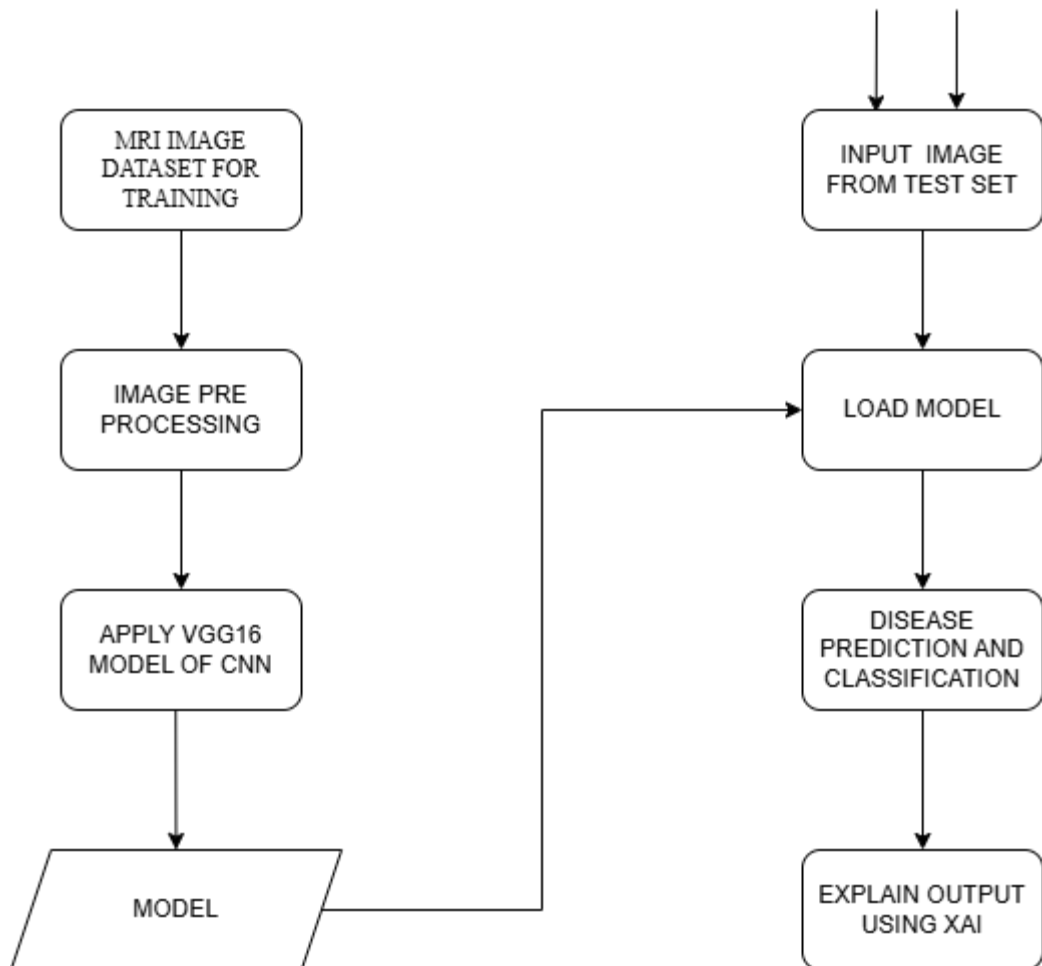 MRI IMAGE
DATASET FOR
TRAINING
IMAGE PRE
PROCESSING
APPLY VGG16
MODEL OF CNN
MODEL
INPUT IMAGE
FROM TEST SET
LOAD MODEL
DISEASE
PREDICTION AND
CLASSIFICATION
EXPLAIN OUTPUT
USING XAI